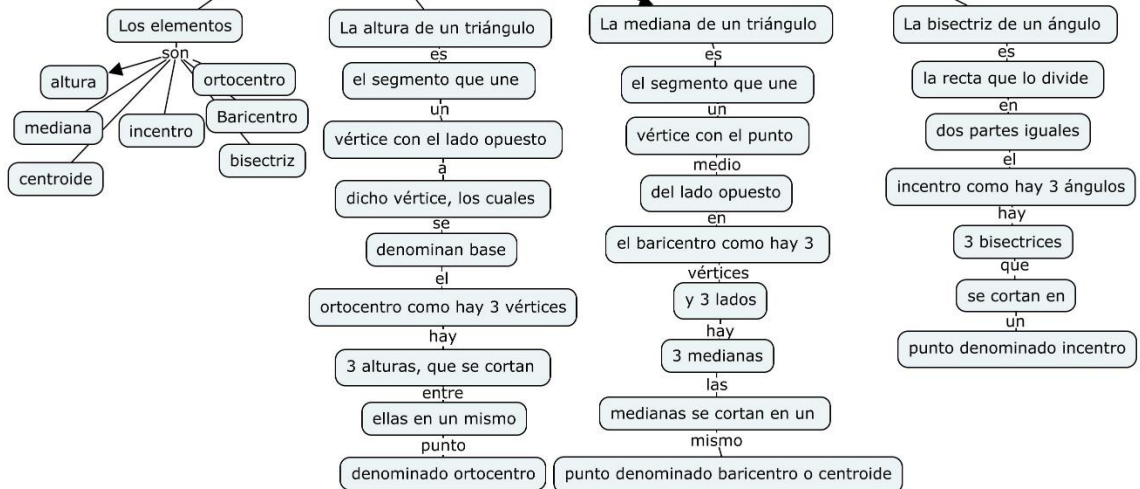 Los elementos
son
altura
ortocentro
mediana
incentro
Baricentro
bisectriz
centroide
La altura de un triángulo
es
el segmento que une
un
vértice con el lado opuesto
a
dicho vértice, los cuales
se
denominan base
el
ortocentro como hay 3 vértices
hay
3 alturas, que se cortan
entre
ellas en un mismo
punto
denominado ortocentro
La mediana de un triángulo
es
el segmento que une
un
vértice con el punto
medio
del lado opuesto
en
el baricentro como hay 3
vértices
y 3 lados
hay
3 medianas
las
medianas se cortan en un
mismo
punto denominado baricentro o centroide
La bisectriz de un ángulo
es
la recta que lo divide
en
dos partes iguales
el
incentro como hay 3 ángulos
hay
3 bisectrices
que
se cortan en
un
punto denominado incentro